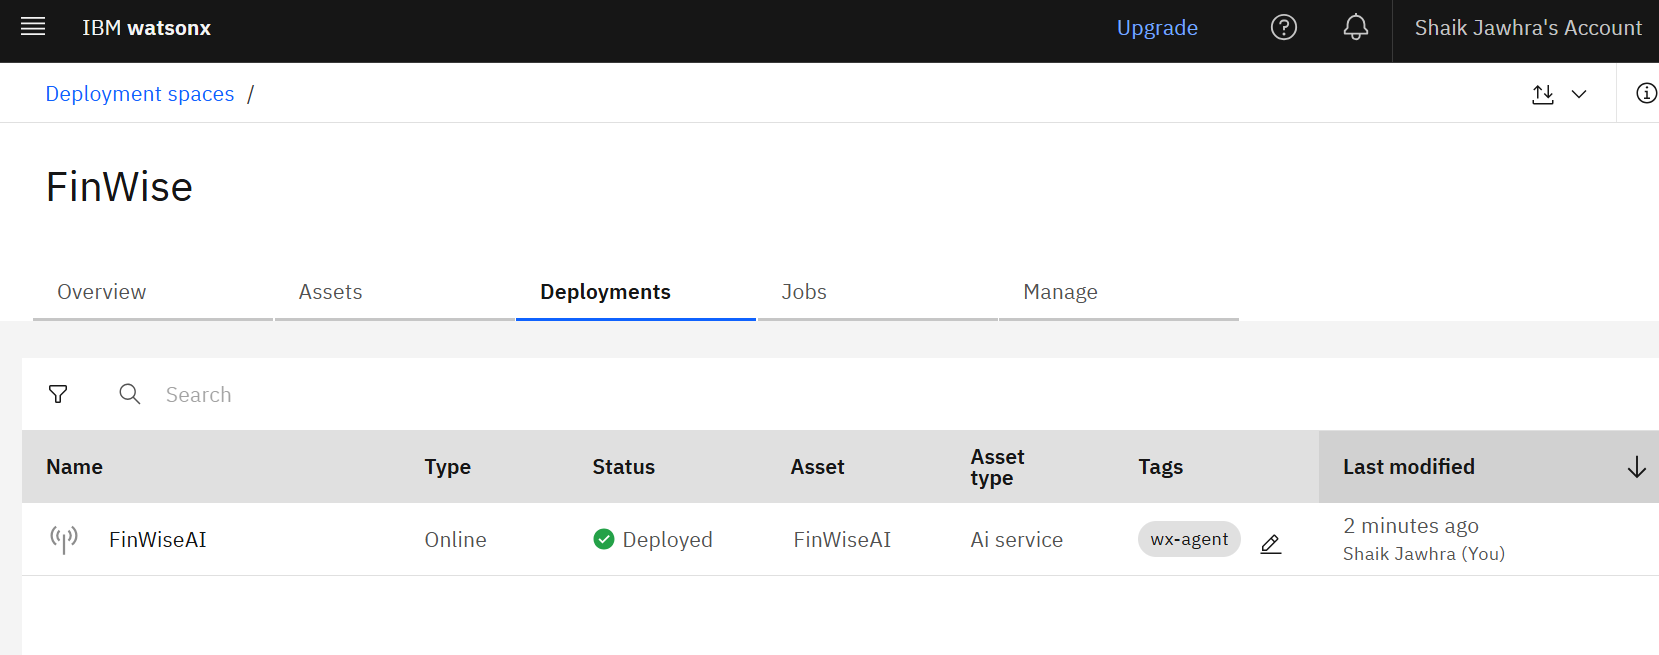 IBM watsonx
Upgrade
Shaik Jawhra's Account
Deployment spaces /
FinWise
Overview
Assets
Deployments
Jobs
Manage
Search
Name
Type
Status
Asset
Asset
type
Tags
Last modified
FinWiseAI
Online
Deployed
FinWiseAI
Ai service
wx-agent
2 minutes ago
Shaik Jawhra (You)